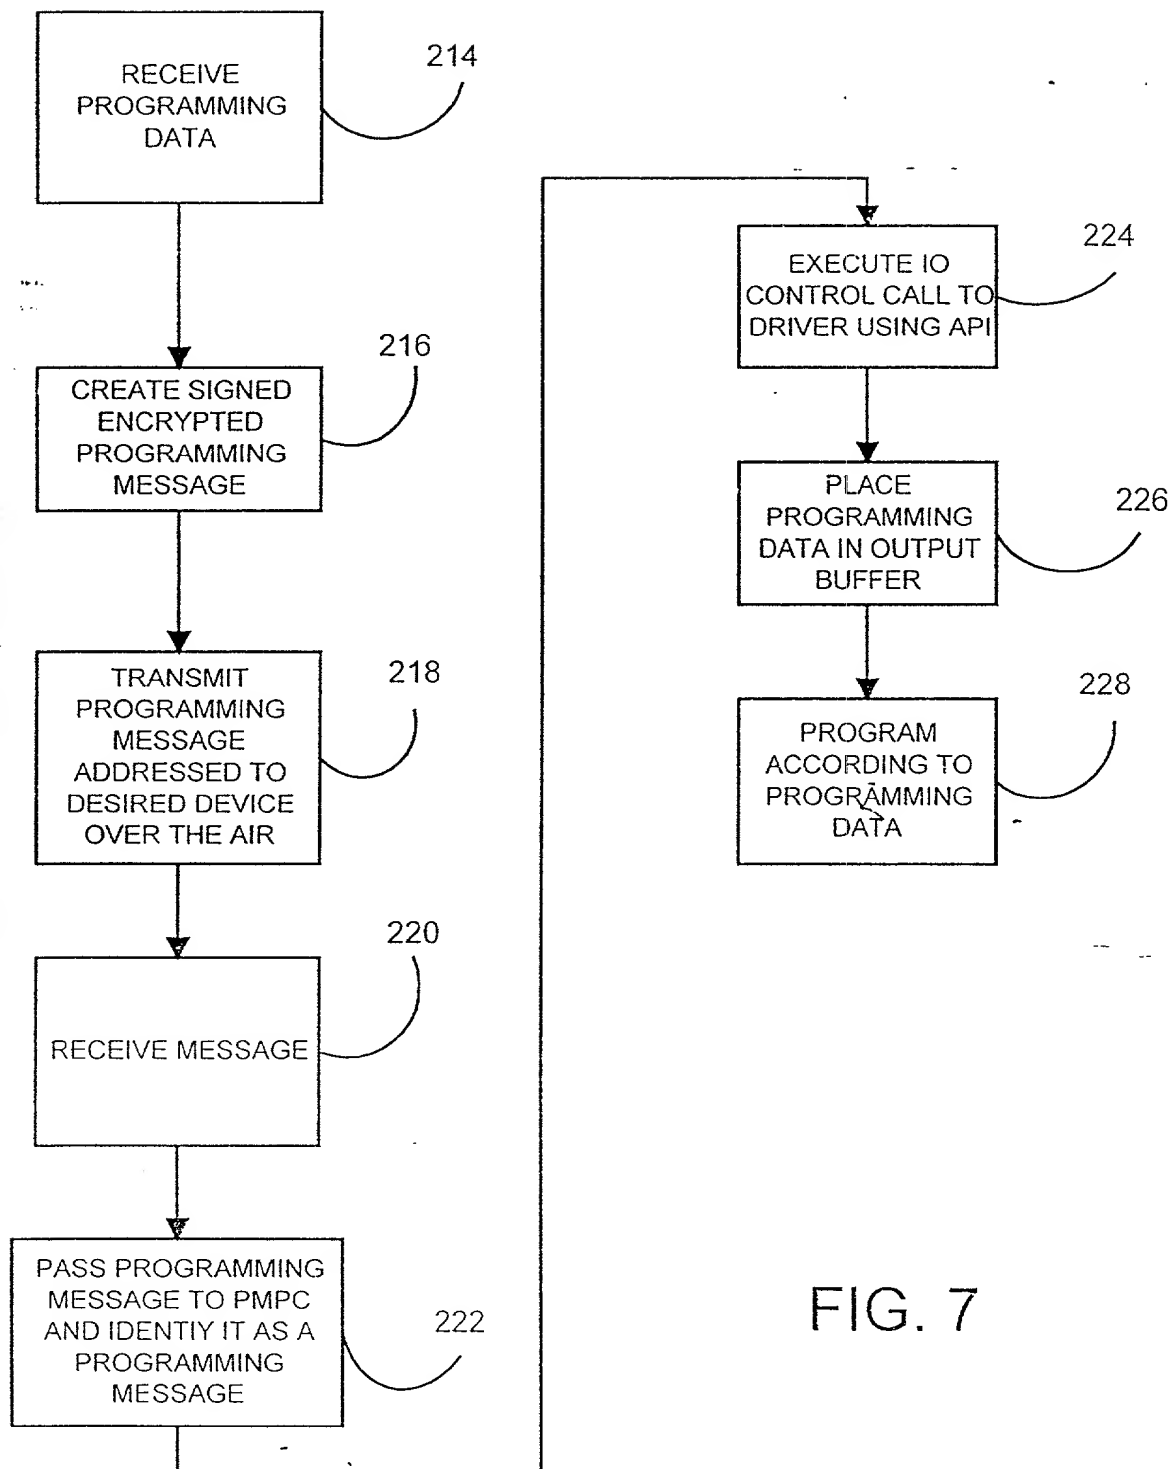 RECEIVE
PROGRAMMING
DATA
214
CREATE SIGNED
ENCRYPTED
PROGRAMMING
MESSAGE
216
TRANSMIT
PROGRAMMING
MESSAGE
ADDRESSED TO
DESIRED DEVICE
OVER THE AIR
218
RECEIVE MESSAGE
220
PASS PROGRAMMING
MESSAGE TO PMPC
AND IDENTIY IT AS A
PROGRAMMING
MESSAGE
222
EXECUTE IO
CONTROL CALL TO
DRIVER USING API
224
PLACE
PROGRAMMING
DATA IN OUTPUT
BUFFER
226
PROGRAM
ACCORDING TO
PROGRAMMING
DATA
228
FIG. 7